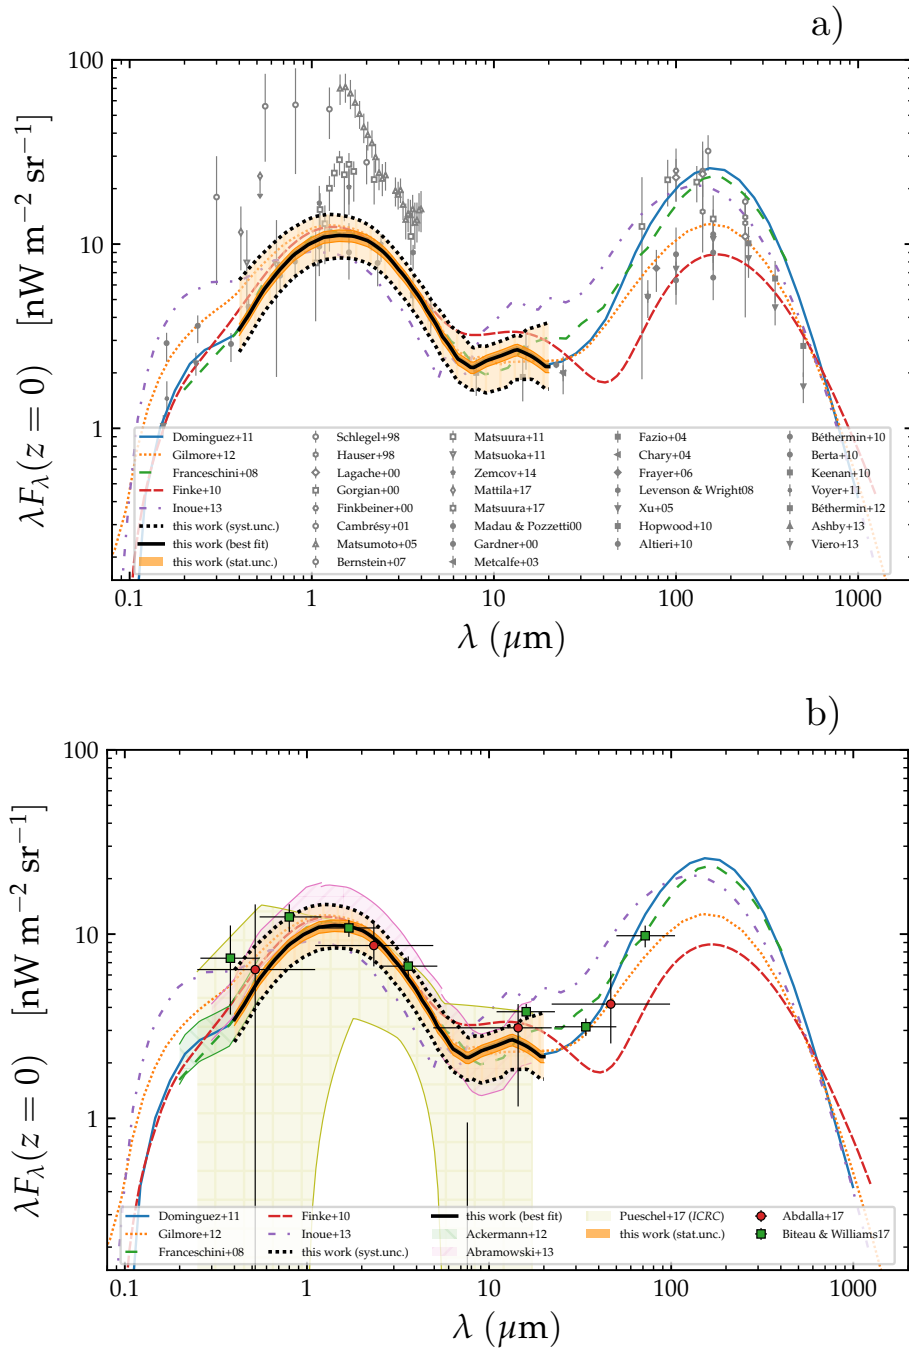 a)
100
10
1
λF_λ(z = 0) [nW m⁻² sr⁻¹]
Dominguez+11
Gilmore+12
Franceschini+08
Finke+10
Inoue+13
this work (syst.unc.)
this work (best fit)
this work (stat.unc.)
Schlegel+98
Hauser+98
Lagache+00
Gorgian+00
Finkbeiner+00
Cambrésy+01
Matsumoto+05
Bernstein+07
Matsuura+11
Matsuoka+11
Zemcov+14
Mattila+17
Matsuura+17
Madau & Pozzetti00
Gardner+00
Metcalfe+03
Fazio+04
Chary+04
Frayer+06
Levenson & Wright08
Xu+05
Hopwood+10
Altieri+10
Béthermin+10
Berta+10
Keenan+10
Voyer+11
Béthermin+12
Ashby+13
Viero+13
0.1 1 10 100 1000
λ (µm)
b)
100
10
1
λF_λ(z = 0) [nW m⁻² sr⁻¹]
Dominguez+11
Gilmore+12
Franceschini+08
Finke+10
Inoue+13
this work (syst.unc.)
this work (best fit)
Ackermann+12
Abramowski+13
Pueschel+17 (ICRC)
this work (stat.unc.)
Abdalla+17
Biteau & Williams17
0.1 1 10 100 1000
λ (µm)